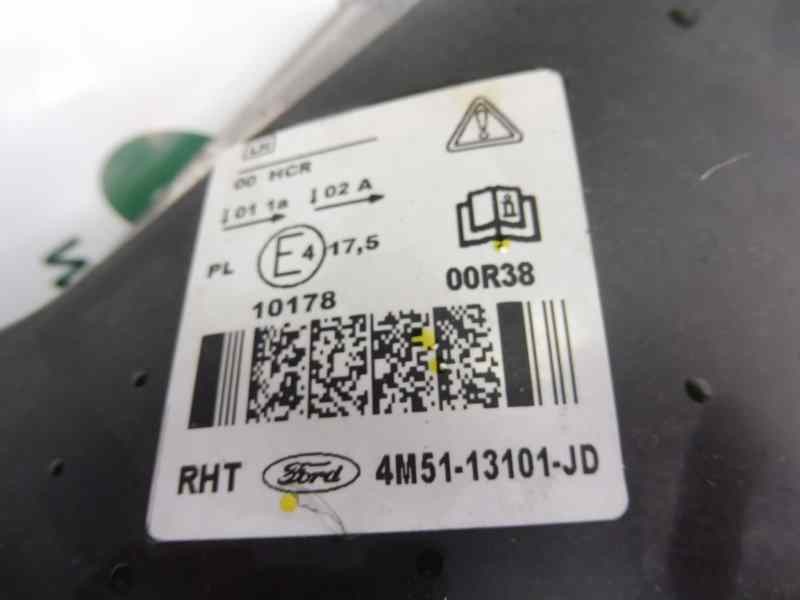 00 HCR
01 1a
02 A
PL E4 17,5
00R38
10178
RHT Ford 4M51-13101-JD